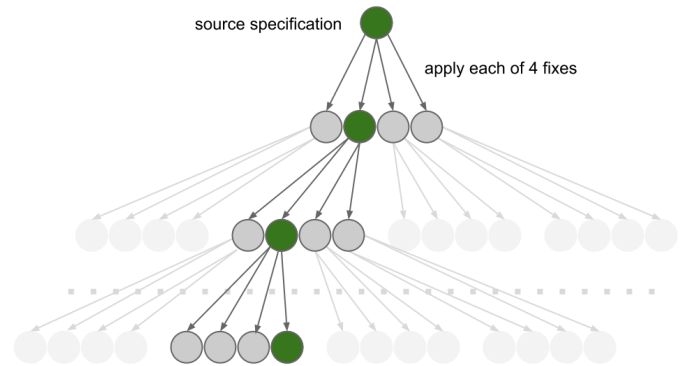 source specification
apply each of 4 fixes